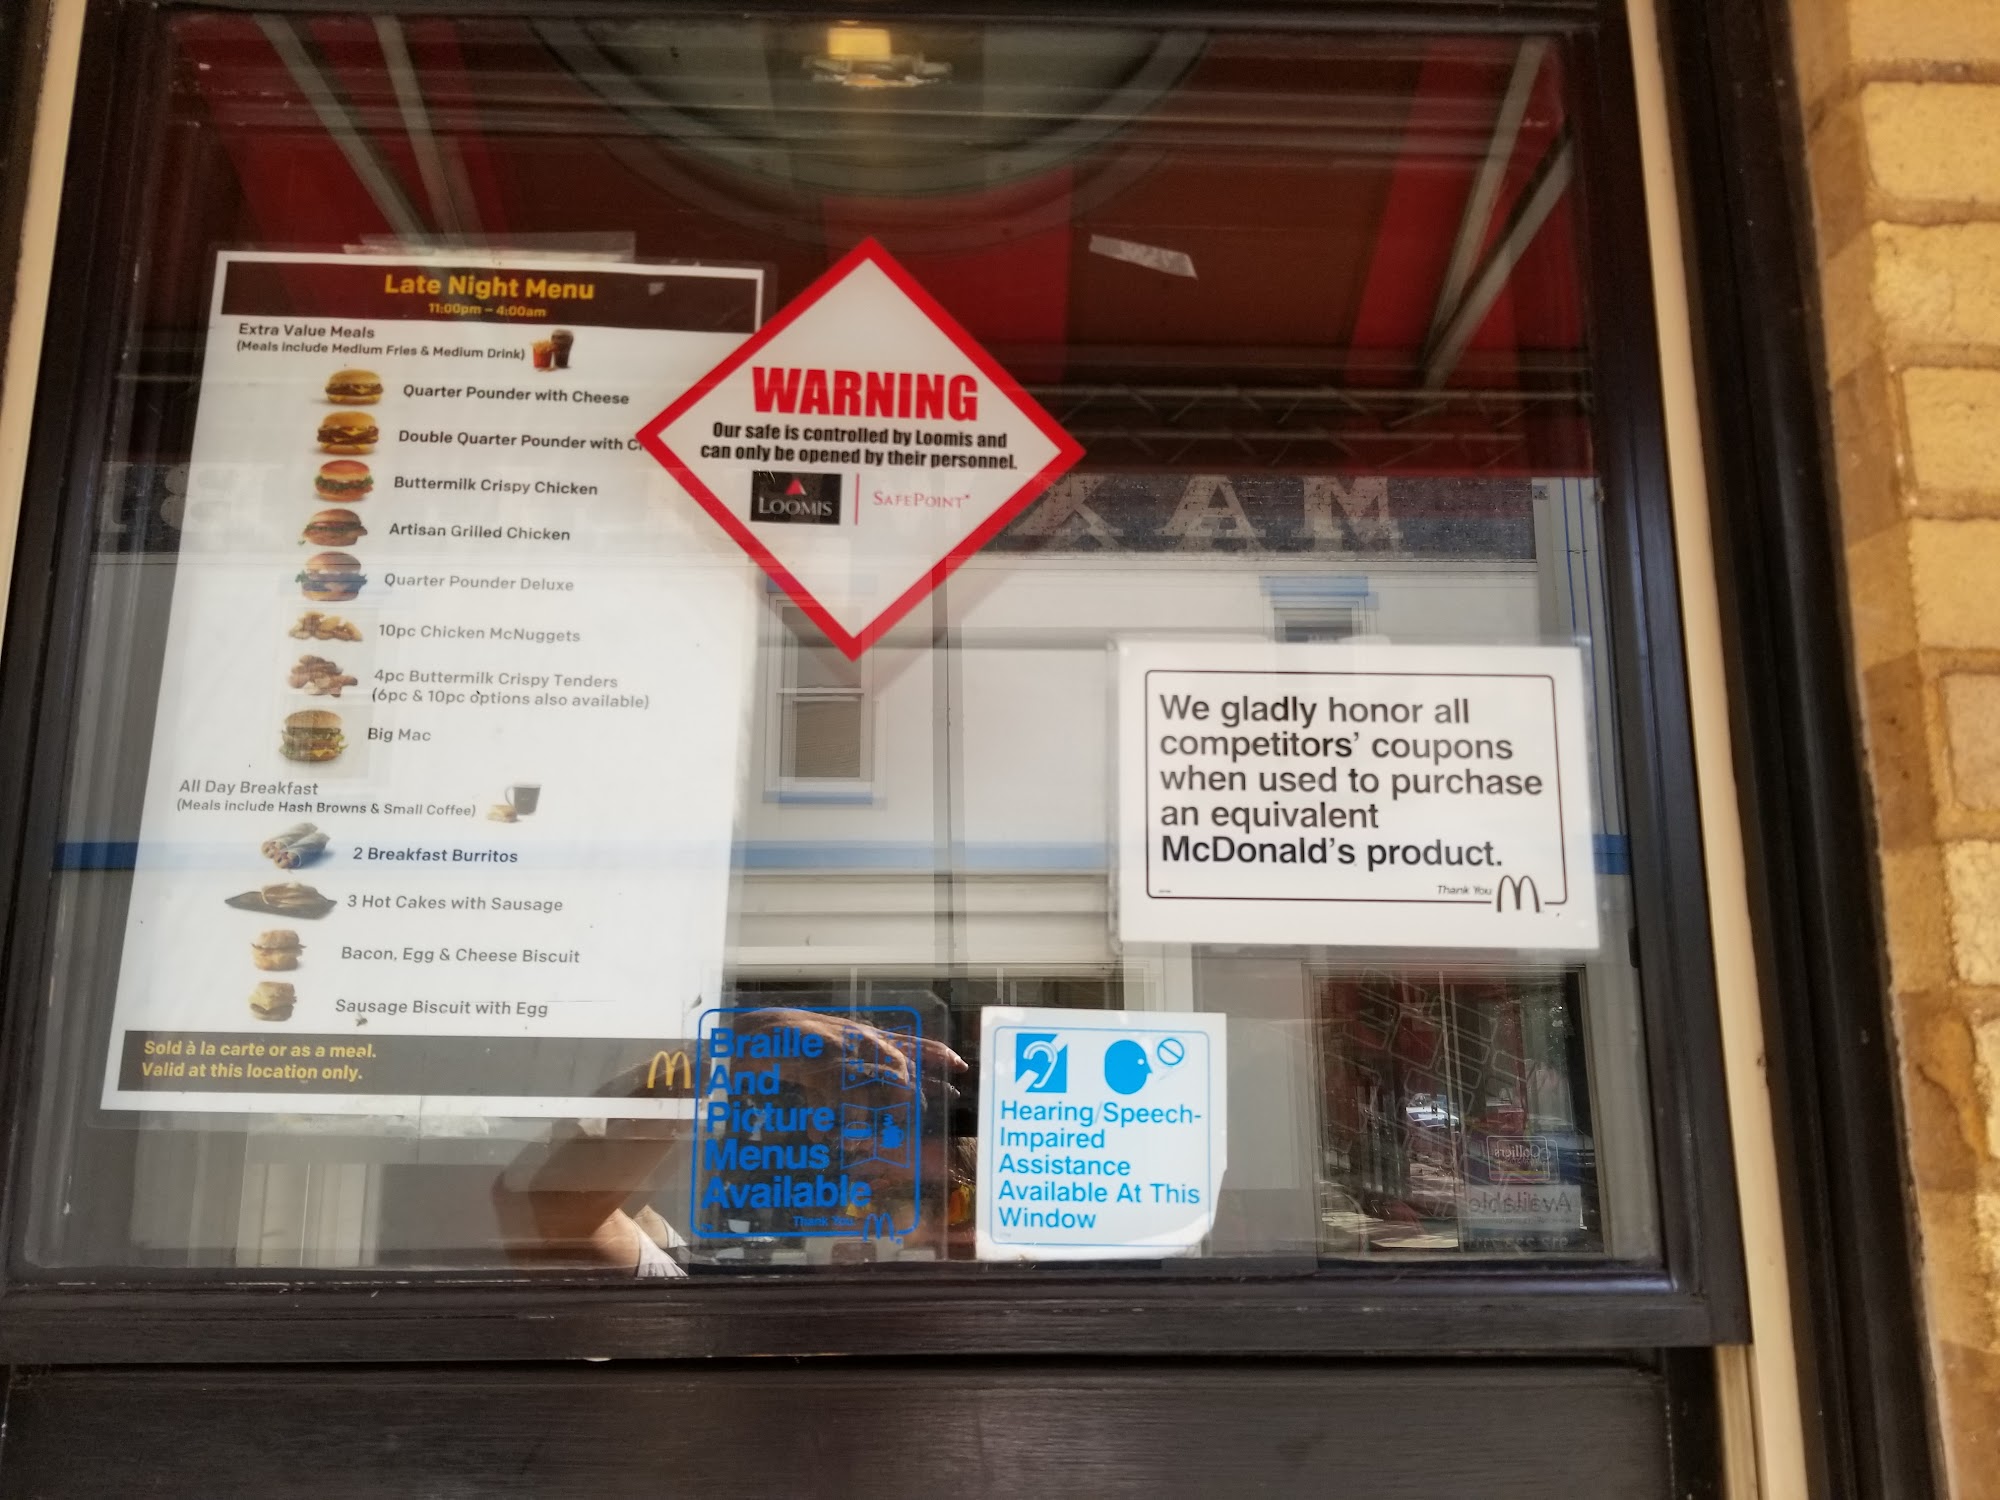 Late Night Menu
11:00pm – 4:00am
Extra Value Meals
(Meals include Medium Fries & Medium Drink)
Quarter Pounder with Cheese
Double Quarter Pounder with
Buttermilk Crispy Chicken
Artisan Grilled Chicken
Quarter Pounder Deluxe
10pc Chicken McNuggets
4pc Buttermilk Crispy Tenders
(6pc & 10pc options also available)
Big Mac
All Day Breakfast
(Meals include Hash Browns & Small Coffee)
2 Breakfast Burritos
3 Hot Cakes with Sausage
Bacon, Egg & Cheese Biscuit
Sausage Biscuit with Egg
Sold à la carte or as a meal.
Valid at this location only.
WARNING
Our safe is controlled by Loomis and
can only be opened by their personnel.
LOOMIS
SAFEPOINT
We gladly honor all
competitors' coupons
when used to purchase
an equivalent
McDonald's product.
Thank You
Braille
And
Picture
Menus
Available
Thank You
Hearing/Speech-
Impaired
Assistance
Available At This
Window
MAX
Colliers
Available